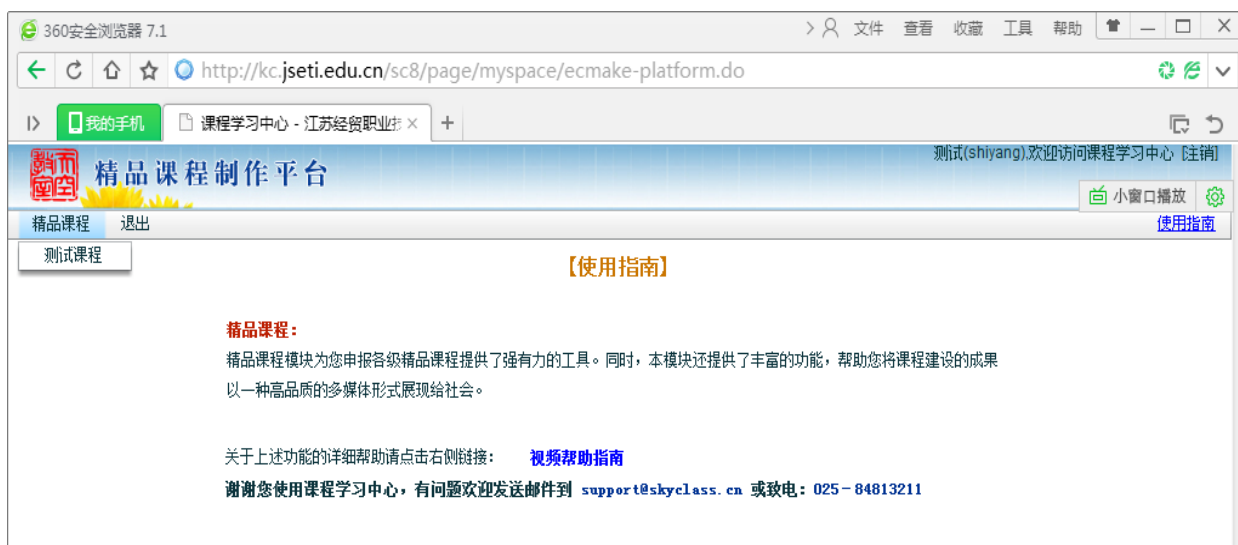 360安全浏览器 7.1
文件 查看 收藏 工具 帮助
http://kc.jseti.edu.cn/sc8/page/myspace/ecmake-platform.do
我的手机 课程学习中心 - 江苏经贸职业技
测试(shiyang),欢迎访问课程学习中心 [注销]
天空教室 精品课程制作平台
小窗口播放
精品课程 退出 使用指南
测试课程
【使用指南】
精品课程：
精品课程模块为您申报各级精品课程提供了强有力的工具。同时，本模块还提供了丰富的功能，帮助您将课程建设的成果
以一种高品质的多媒体形式展现给社会。
关于上述功能的详细帮助请点击右侧链接： 视频帮助指南
谢谢您使用课程学习中心，有问题欢迎发送邮件到 support@skyclass.cn 或致电：025-84813211